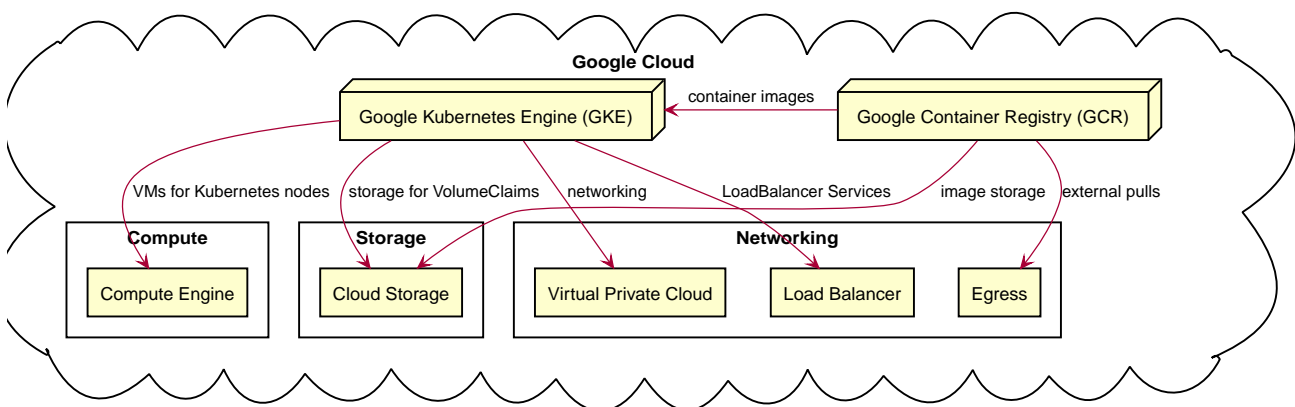 Google Cloud
Google Kubernetes Engine (GKE)
container images
Google Container Registry (GCR)
VMs for Kubernetes nodes
storage for VolumeClaims
networking
LoadBalancer Services
image storage
external pulls
Compute
Storage
Networking
Compute Engine
Cloud Storage
Virtual Private Cloud
Load Balancer
Egress